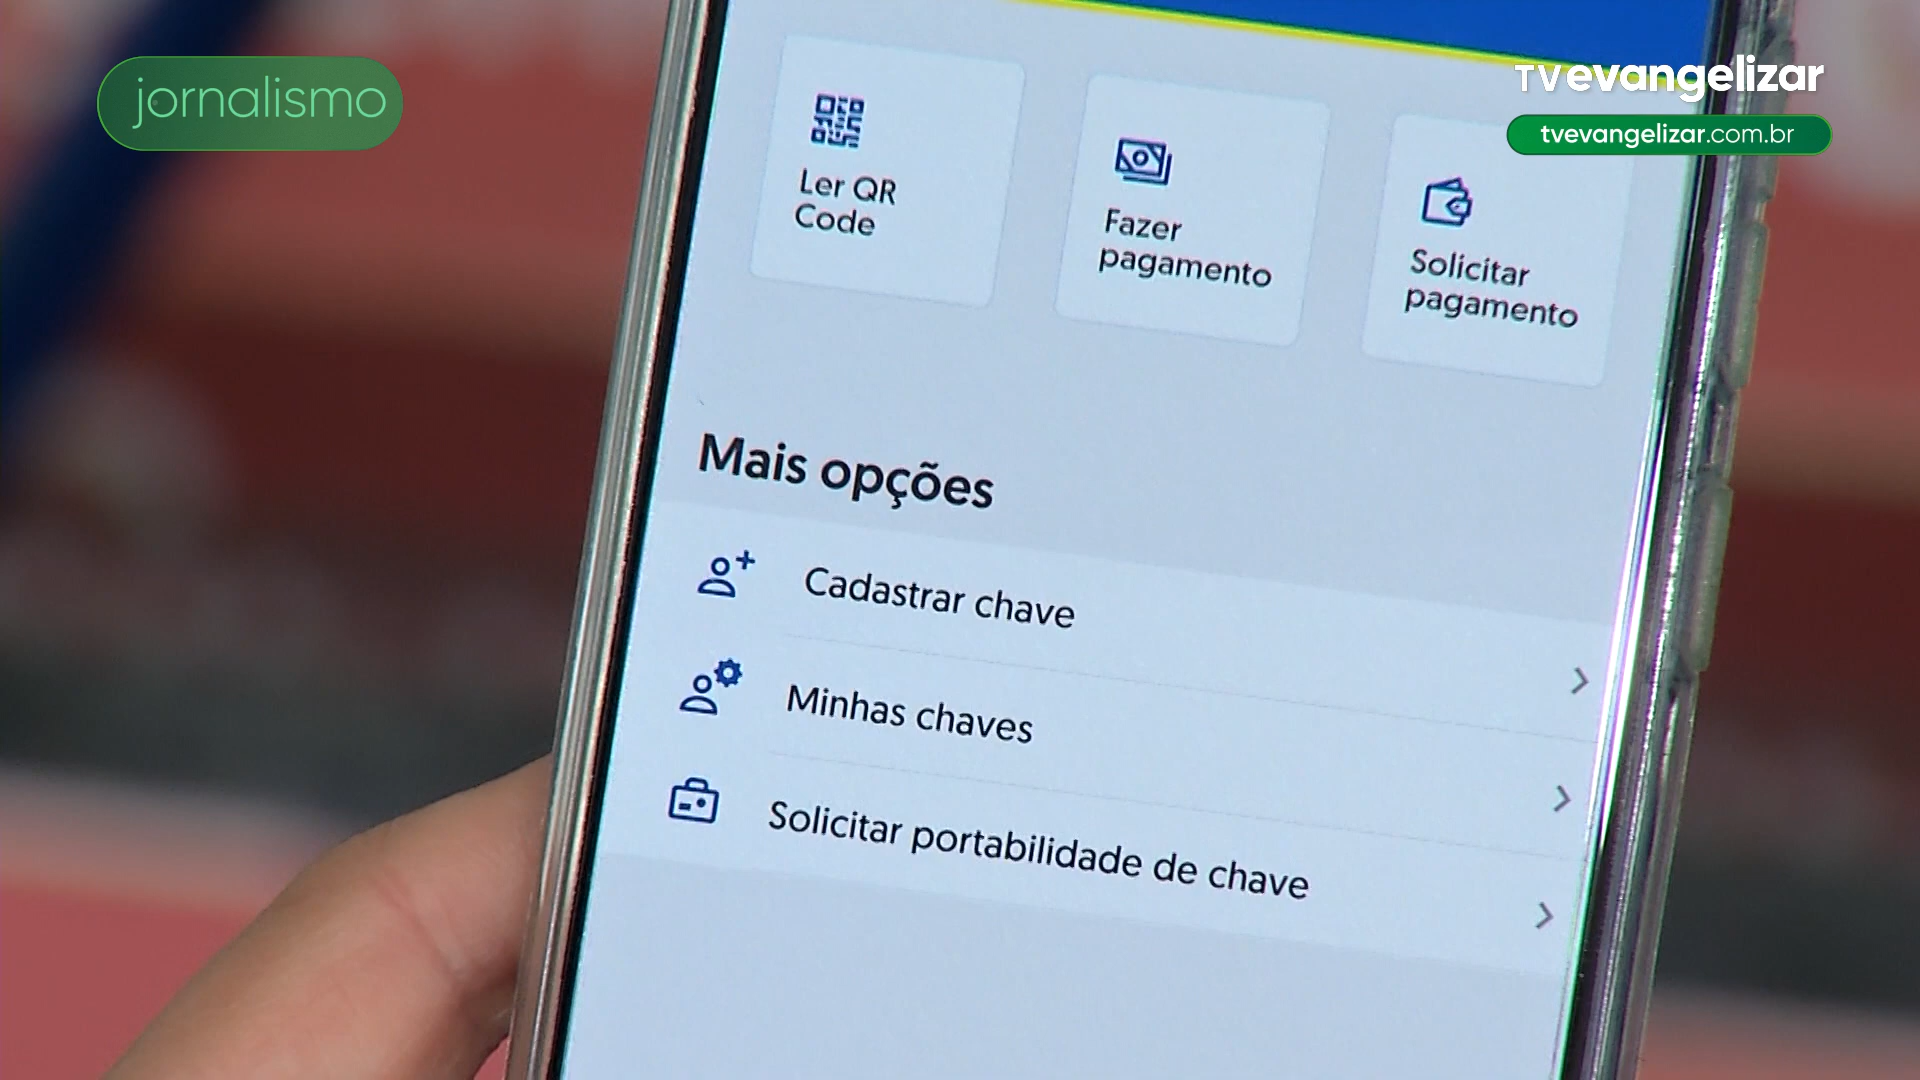 jornalismo
TVevangelizar
tvevangelizar.com.br
Ler QR
Code
Fazer
pagamento
Solicitar
pagamento
Mais opções
Cadastrar chave
Minhas chaves
Solicitar portabilidade de chave